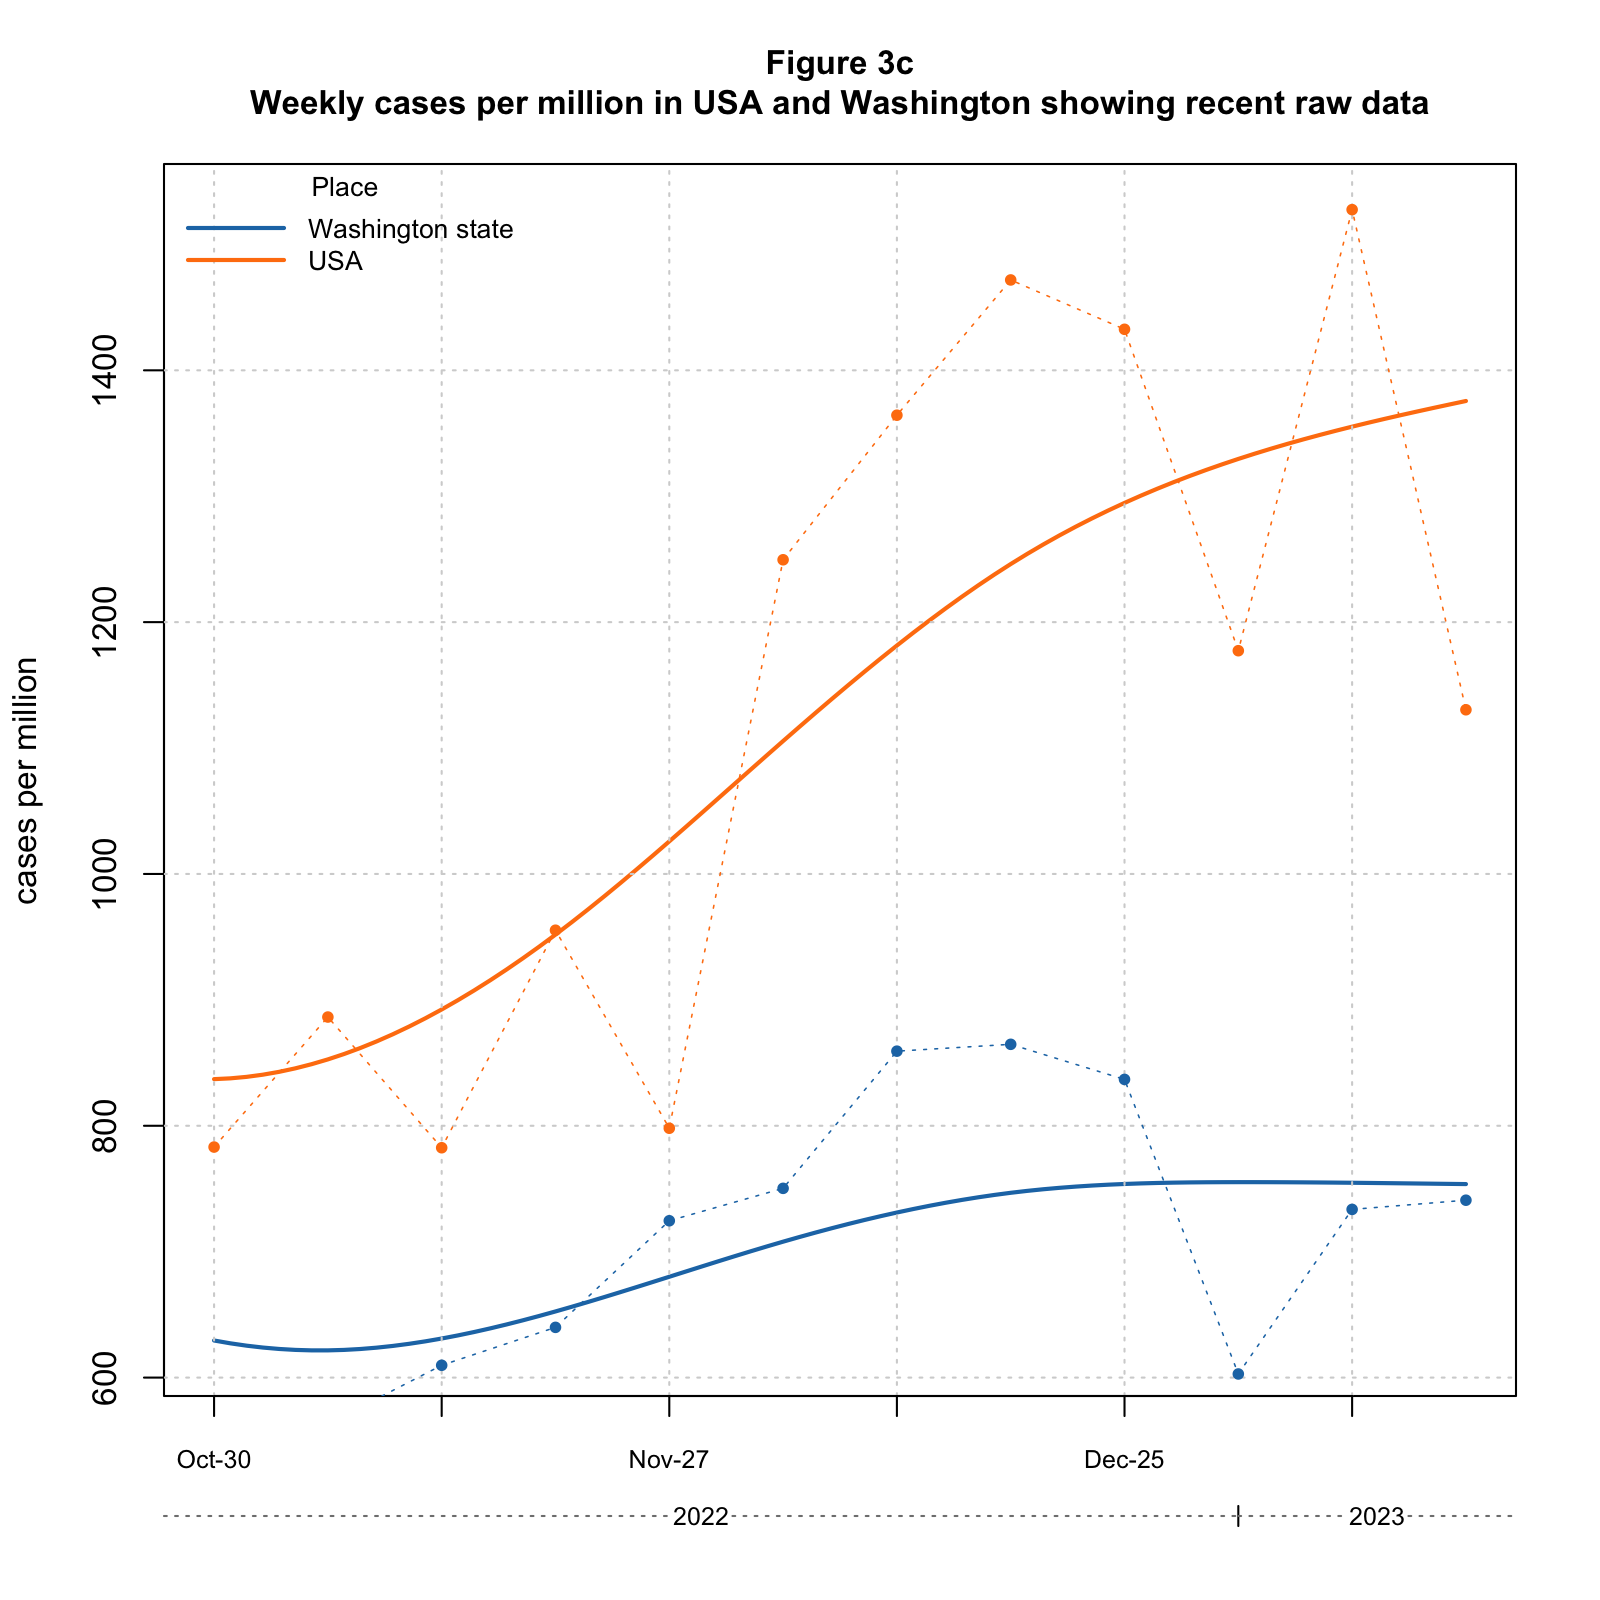 Figure 3c
Weekly cases per million in USA and Washington showing recent raw data
Place
Washington state
USA
cases per million
1400
1200
1000
800
600
Oct-30 Nov-27 Dec-25
2022 2023